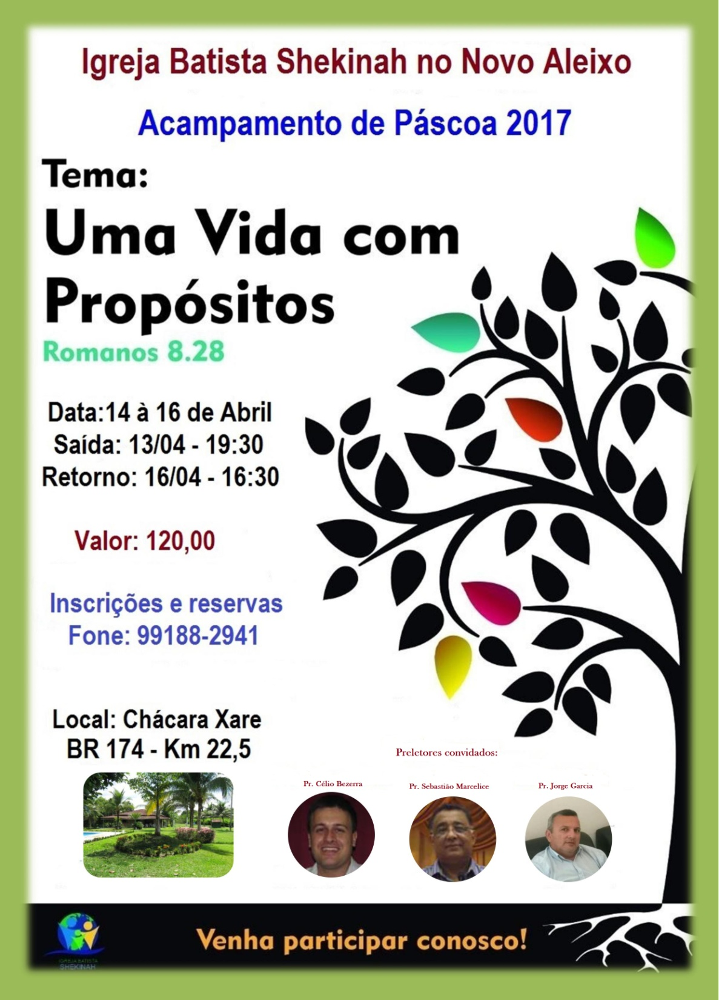 Igreja Batista Shekinah no Novo Aleixo
Acampamento de Páscoa 2017
Tema:
Uma Vida com
Propósitos
Romanos 8.28
Data:14 à 16 de Abril
Saída: 13/04 - 19:30
Retorno: 16/04 - 16:30
Valor: 120,00
Inscrições e reservas
Fone: 99188-2941
Local: Chácara Xare
BR 174 - Km 22,5
Preletores convidados:
Pr. Célio Bezerra
Pr. Sebastião Marcelice
Pr. Jorge Garcia
Venha participar conosco!
IGREJA BATISTA
SHEKINAH